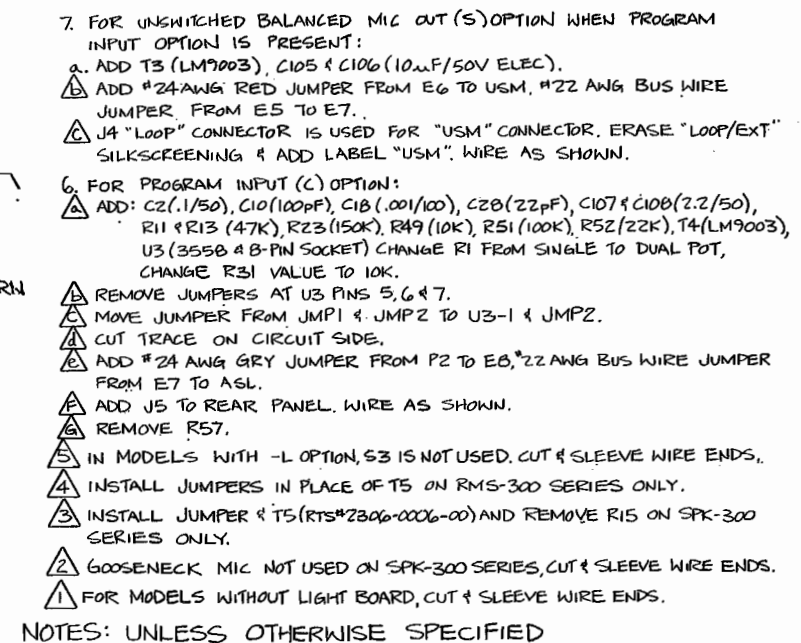 7. FOR UNSWITCHED BALANCED MIC OUT (S) OPTION WHEN PROGRAM
INPUT OPTION IS PRESENT:
a. ADD T3 (LM9003), C105 & C106 (10uF/50V ELEC).
b ADD #24 AWG RED JUMPER FROM E6 TO USM, #22 AWG BUS WIRE
JUMPER FROM E5 TO E7.
C J4 "LOOP" CONNECTOR IS USED FOR "USM" CONNECTOR. ERASE "LOOP/EXT"
SILKSCREENING & ADD LABEL "USM". WIRE AS SHOWN.
6. FOR PROGRAM INPUT (C) OPTION:
a ADD: C2(.1/50), C10(100pF), C18(.001/100), C28(22pF), C107 & C108(2.2/50),
R11 & R13 (47K), R23(150K), R49(10K), R51(100K), R52/22K), T4(LM9003),
U3(3558 & 8-PIN SOCKET) CHANGE R1 FROM SINGLE TO DUAL POT,
CHANGE R31 VALUE TO 10K.
RN
b REMOVE JUMPERS AT U3 PINS 5,6 & 7.
C MOVE JUMPER FROM JMP1 & JMP2 TO U3-1 & JMP2.
d CUT TRACE ON CIRCUIT SIDE.
e ADD #24 AWG GRY JUMPER FROM P2 TO E8, #22 AWG BUS WIRE JUMPER
FROM E7 TO ASL.
F ADD J5 TO REAR PANEL. WIRE AS SHOWN.
G REMOVE R57.
5 IN MODELS WITH -L OPTION, S3 IS NOT USED. CUT & SLEEVE WIRE ENDS.
4 INSTALL JUMPERS IN PLACE OF T5 ON RMS-300 SERIES ONLY.
3 INSTALL JUMPER & T5 (RTS#2306-0006-00) AND REMOVE R15 ON SPK-300
SERIES ONLY.
2 GOOSENECK MIC NOT USED ON SPK-300 SERIES, CUT & SLEEVE WIRE ENDS.
1 FOR MODELS WITHOUT LIGHT BOARD, CUT & SLEEVE WIRE ENDS.
NOTES: UNLESS OTHERWISE SPECIFIED